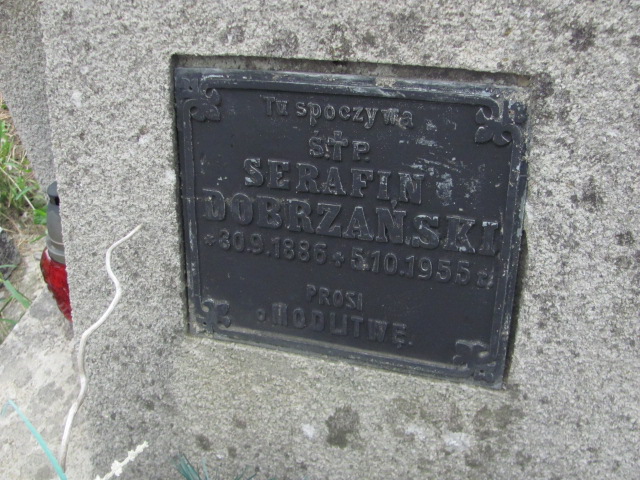 Tu spoczywa
Ś†P.
SERAFIN
DOBRZAŃSKI
*30.9.1886 +5.10.1955 r.
PROSI
o MODLITWĘ.